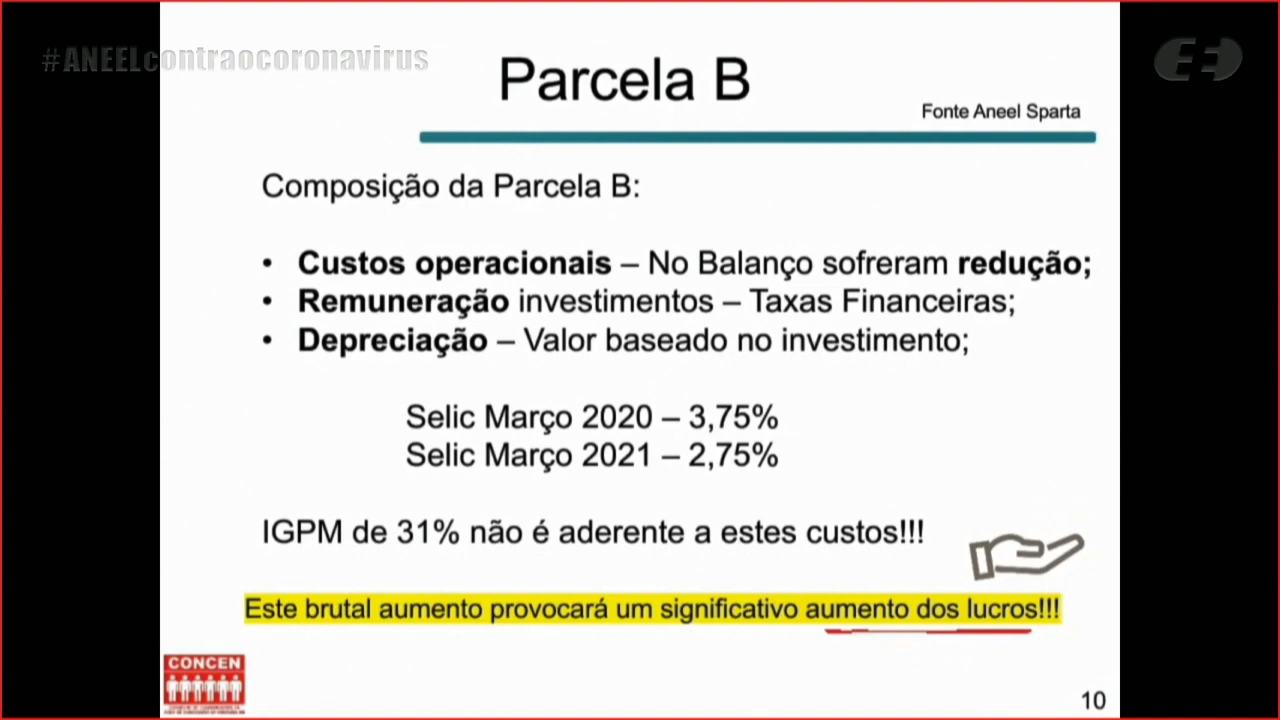 #ANEELcontraocoronavirus
Parcela B
Fonte Aneel Sparta
Composição da Parcela B:
• Custos operacionais – No Balanço sofreram redução;
• Remuneração investimentos – Taxas Financeiras;
• Depreciação – Valor baseado no investimento;
Selic Março 2020 – 3,75%
Selic Março 2021 – 2,75%
IGPM de 31% não é aderente a estes custos!!!
Este brutal aumento provocará um significativo aumento dos lucros!!!
CONCEN
10